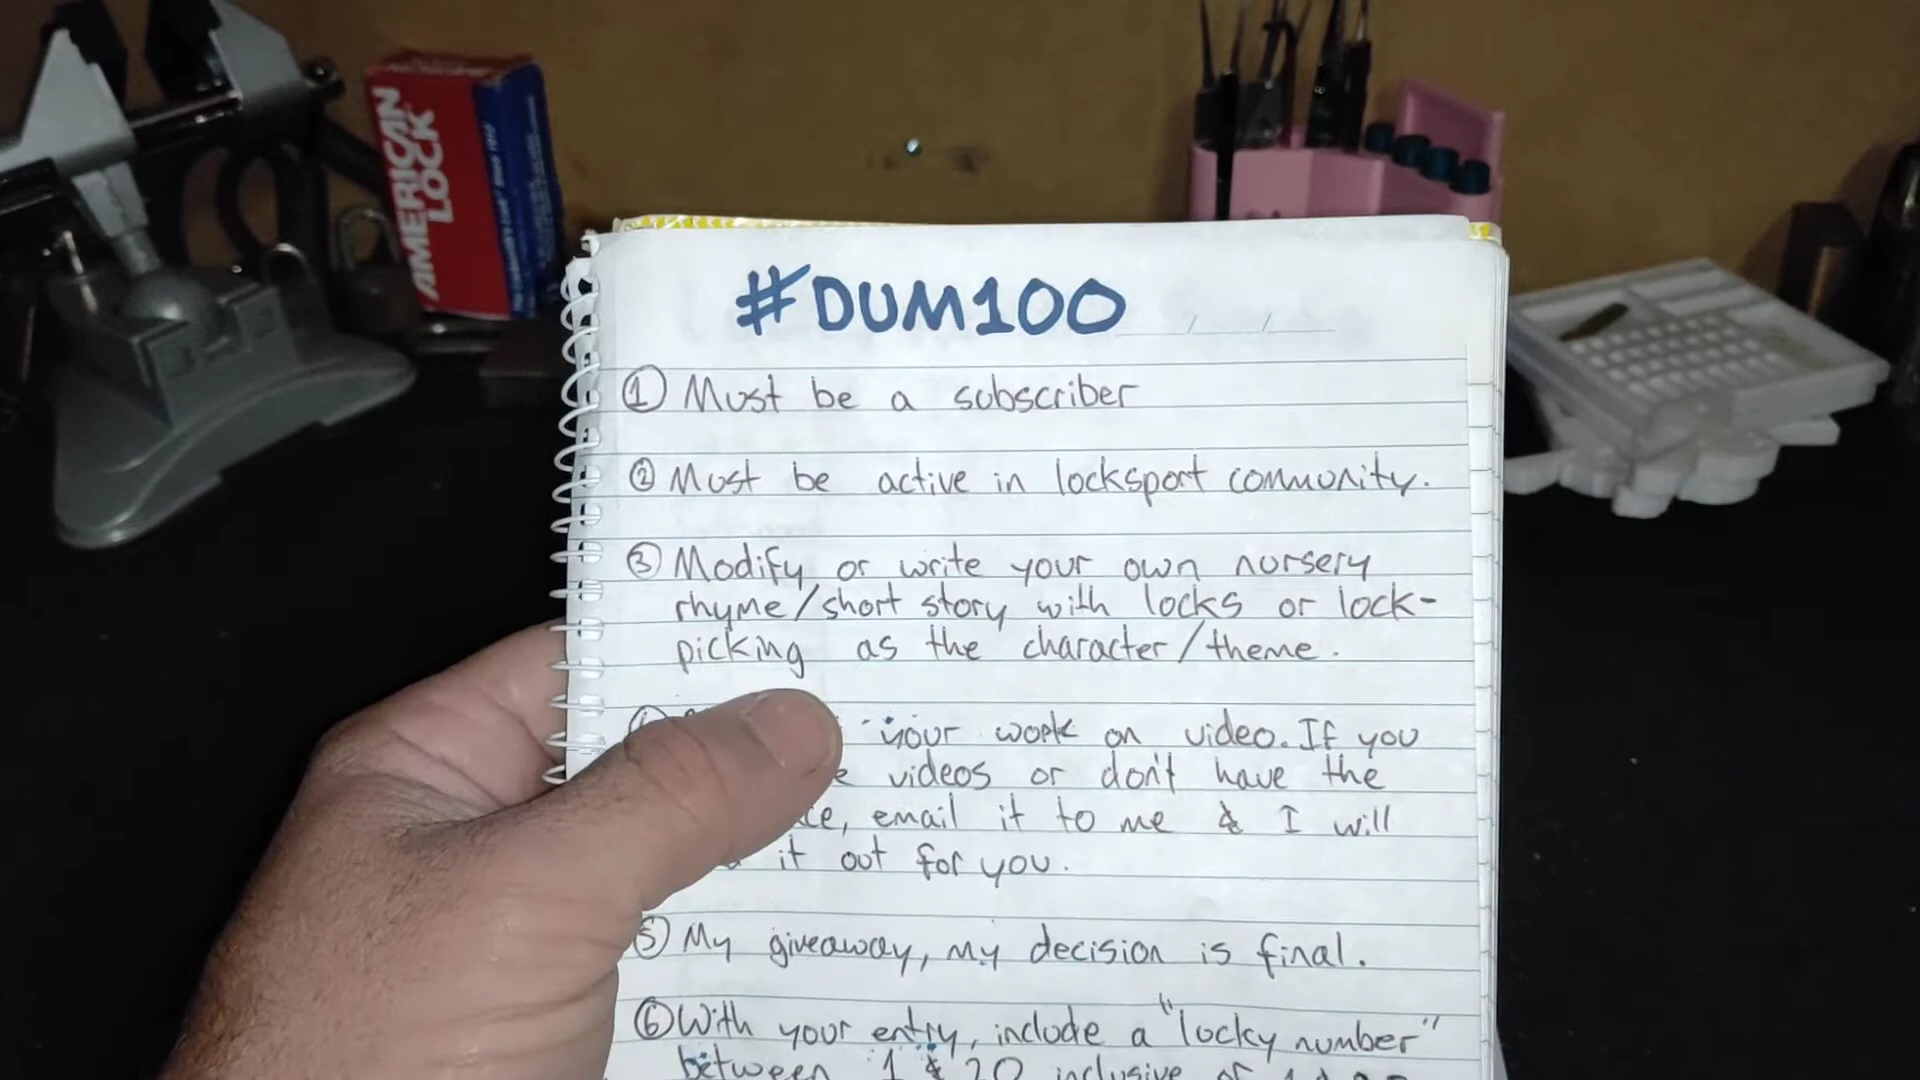 AMERICAN
LOCK
#DUM100
① Must be a subscriber
② Must be active in locksport community.
③ Modify or write your own nursery
rhyme/short story with locks or lock-
picking as the character/theme.
your work on video. If you
videos or don't have the
email it to me & I will
it out for you.
⑤ My giveaway, my decision is final.
⑥ With your entry, include a "locky number"
between 1 & 20 inclusive of